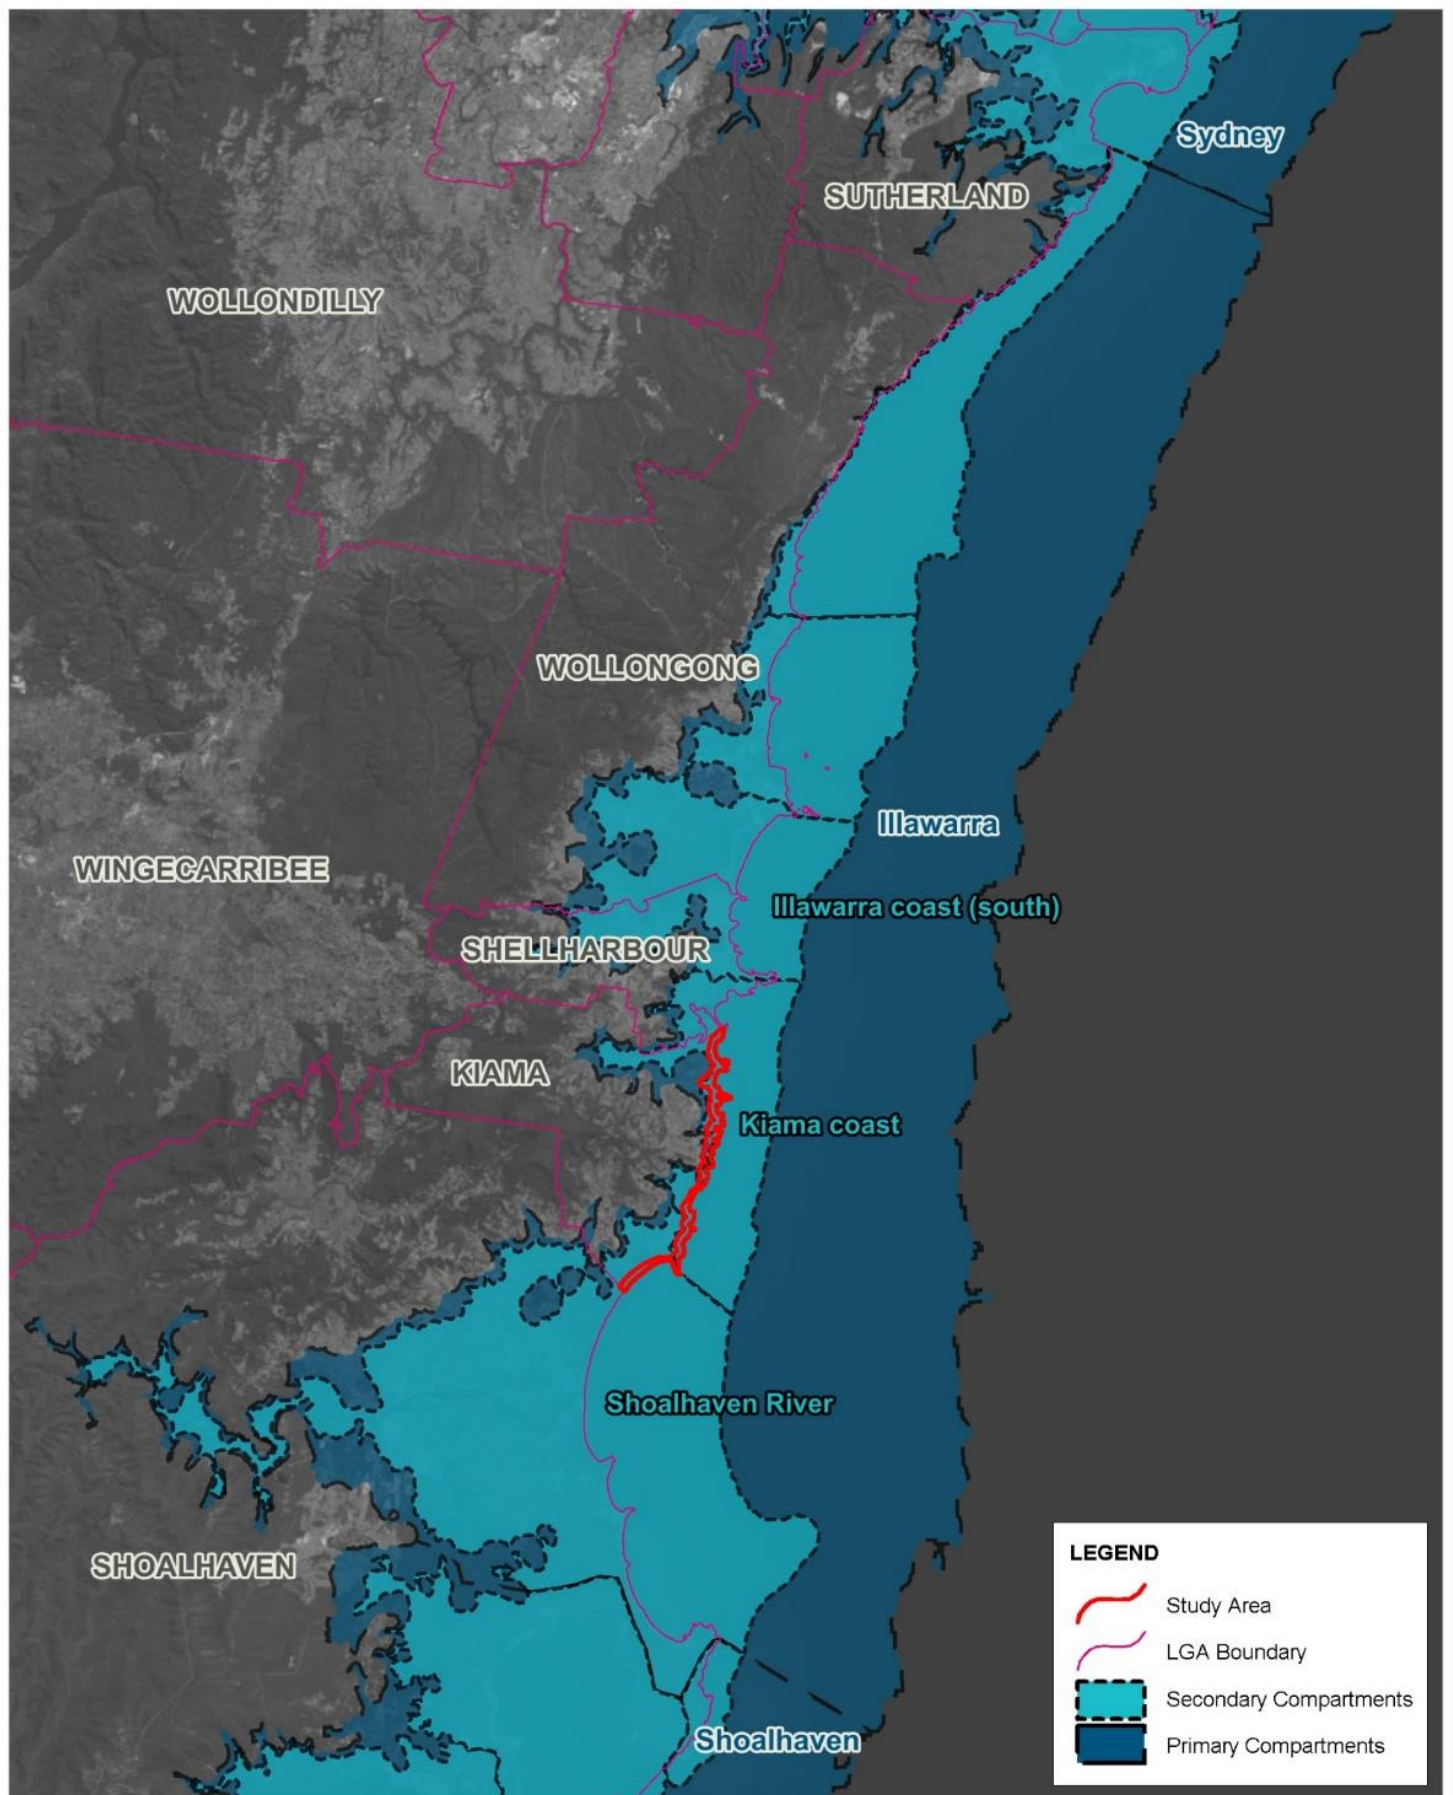 Sydney
SUTHERLAND
WOLLONDILLY
WOLLONGONG
Illawarra
WINGECARRIBEE
Illawarra coast (south)
SHELLHARBOUR
KIAMA
Kiama coast
Shoalhaven River
SHOALHAVEN
Shoalhaven
LEGEND
Study Area
LGA Boundary
Secondary Compartments
Primary Compartments